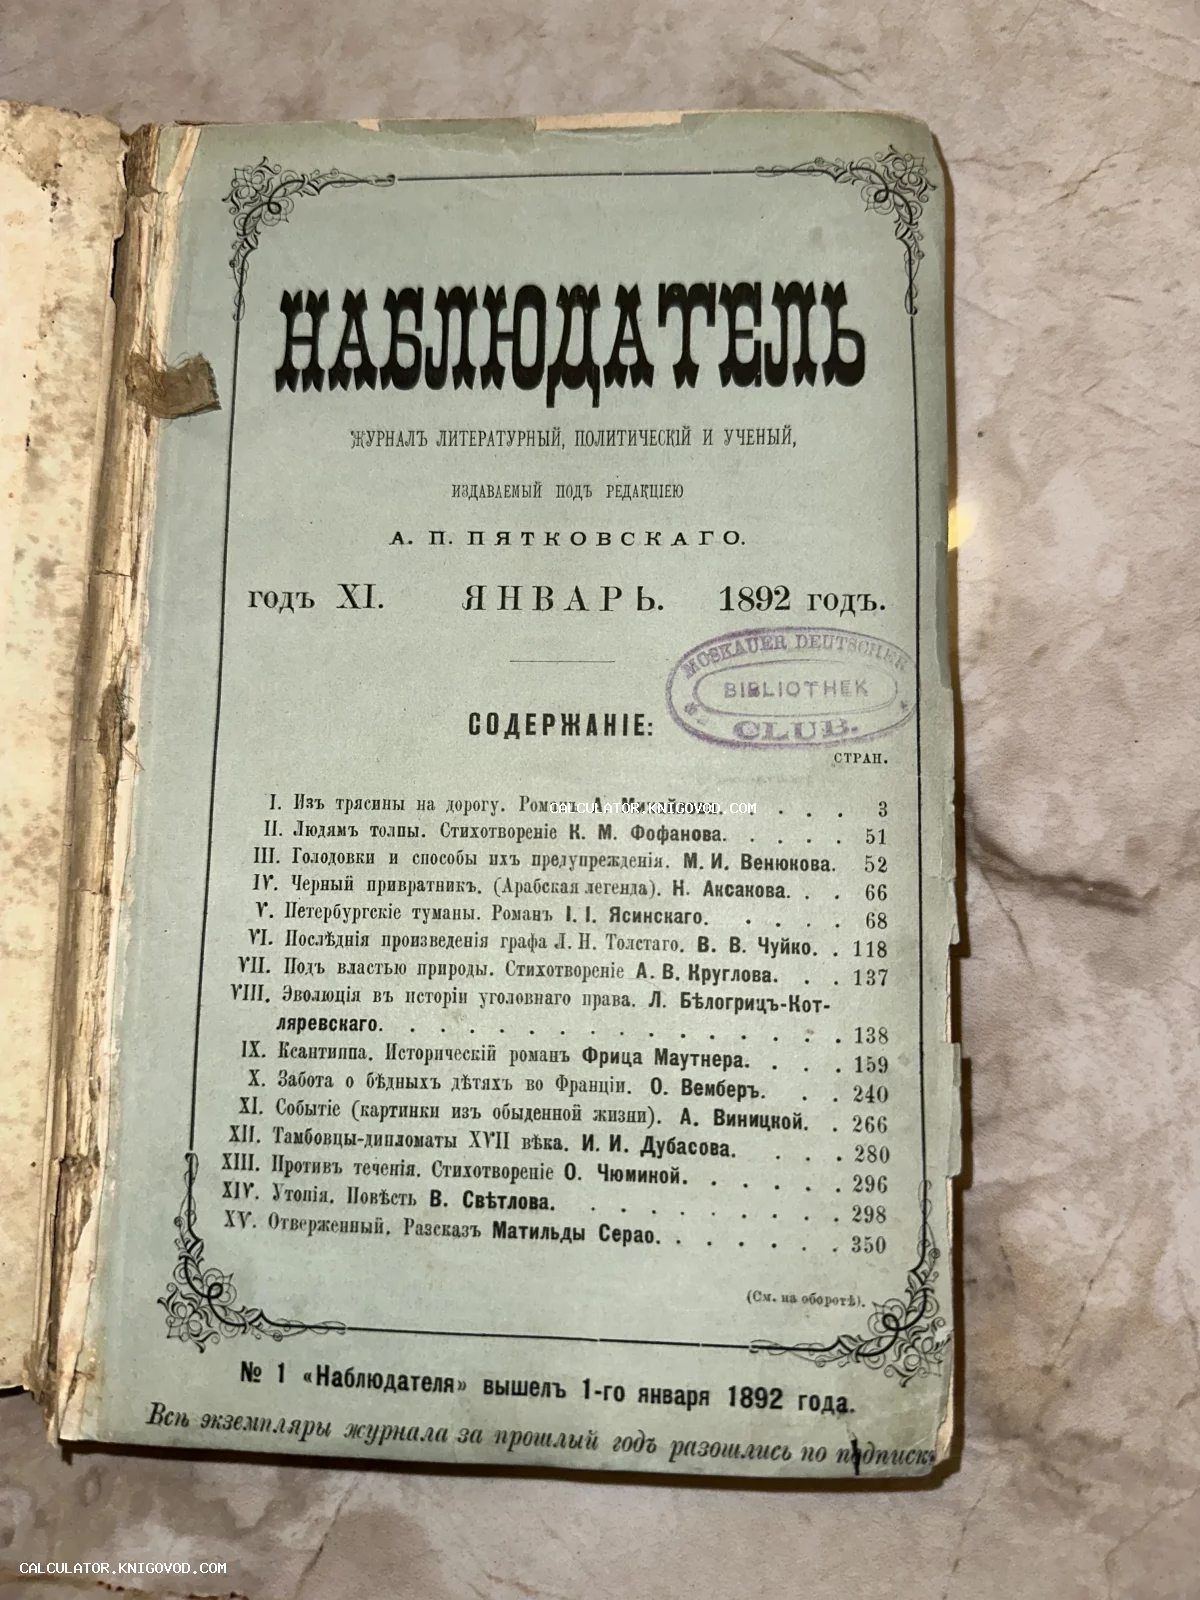 НАБЛЮДАТЕЛЬ
ЖУРНАЛЪ ЛИТЕРАТУРНЫЙ, ПОЛИТИЧЕСКІЙ И УЧЕНЫЙ,
ИЗДАВАЕМЫЙ ПОДЪ РЕДАКЦІЕЮ
А. П. ПЯТКОВСКАГО.
годъ XI. ЯНВАРЬ. 1892 годъ.
MOSKAUER DEUTSCHER
BIBLIOTHEK
CLUB.
СОДЕРЖАНІЕ:
СТРАН.
I. Изъ трясины на дорогу. Романъ А. . . . . 3
CALCULATOR.KNIGOVOD.COM
II. Людямъ толпы. Стихотвореніе К. М. Фофанова. . . . . 51
III. Голодовки и способы ихъ предупрежденія. М. И. Венюкова. 52
IV. Черный привратникъ. (Арабская легенда). Н. Аксакова. . . 66
V. Петербургскіе туманы. Романъ I. I. Ясинскаго. . . . . 68
VI. Послѣднія произведенія графа Л. Н. Толстаго. В. В. Чуйко. . 118
VII. Подъ властью природы. Стихотвореніе А. В. Круглова. . . 137
VIII. Эволюція въ исторіи уголовнаго права. Л. Бѣлогрицъ-Кот-
ляревскаго. . . . . . . . . . . . . . . . 138
IX. Ксантиппа. Историческій романъ Фрица Маутнера. . . . 159
X. Забота о бѣдныхъ дѣтяхъ во Франціи. О. Вемберъ. . . 240
XI. Событіе (картинки изъ обыденной жизни). А. Виницкой. . 266
XII. Тамбовцы-дипломаты XVII вѣка. И. И. Дубасова. . . . 280
XIII. Противъ теченія. Стихотвореніе О. Чюминой. . . . . . 296
XIV. Утопія. Повѣсть В. Свѣтлова. . . . . . . . . . 298
XV. Отверженный. Разсказъ Матильды Серао. . . . . . . 350
(См. на оборотѣ).
№ 1 «Наблюдателя» вышелъ 1-го января 1892 года.
Всѣ экземпляры журнала за прошлый годъ разошлись по подпискѣ
CALCULATOR.KNIGOVOD.COM